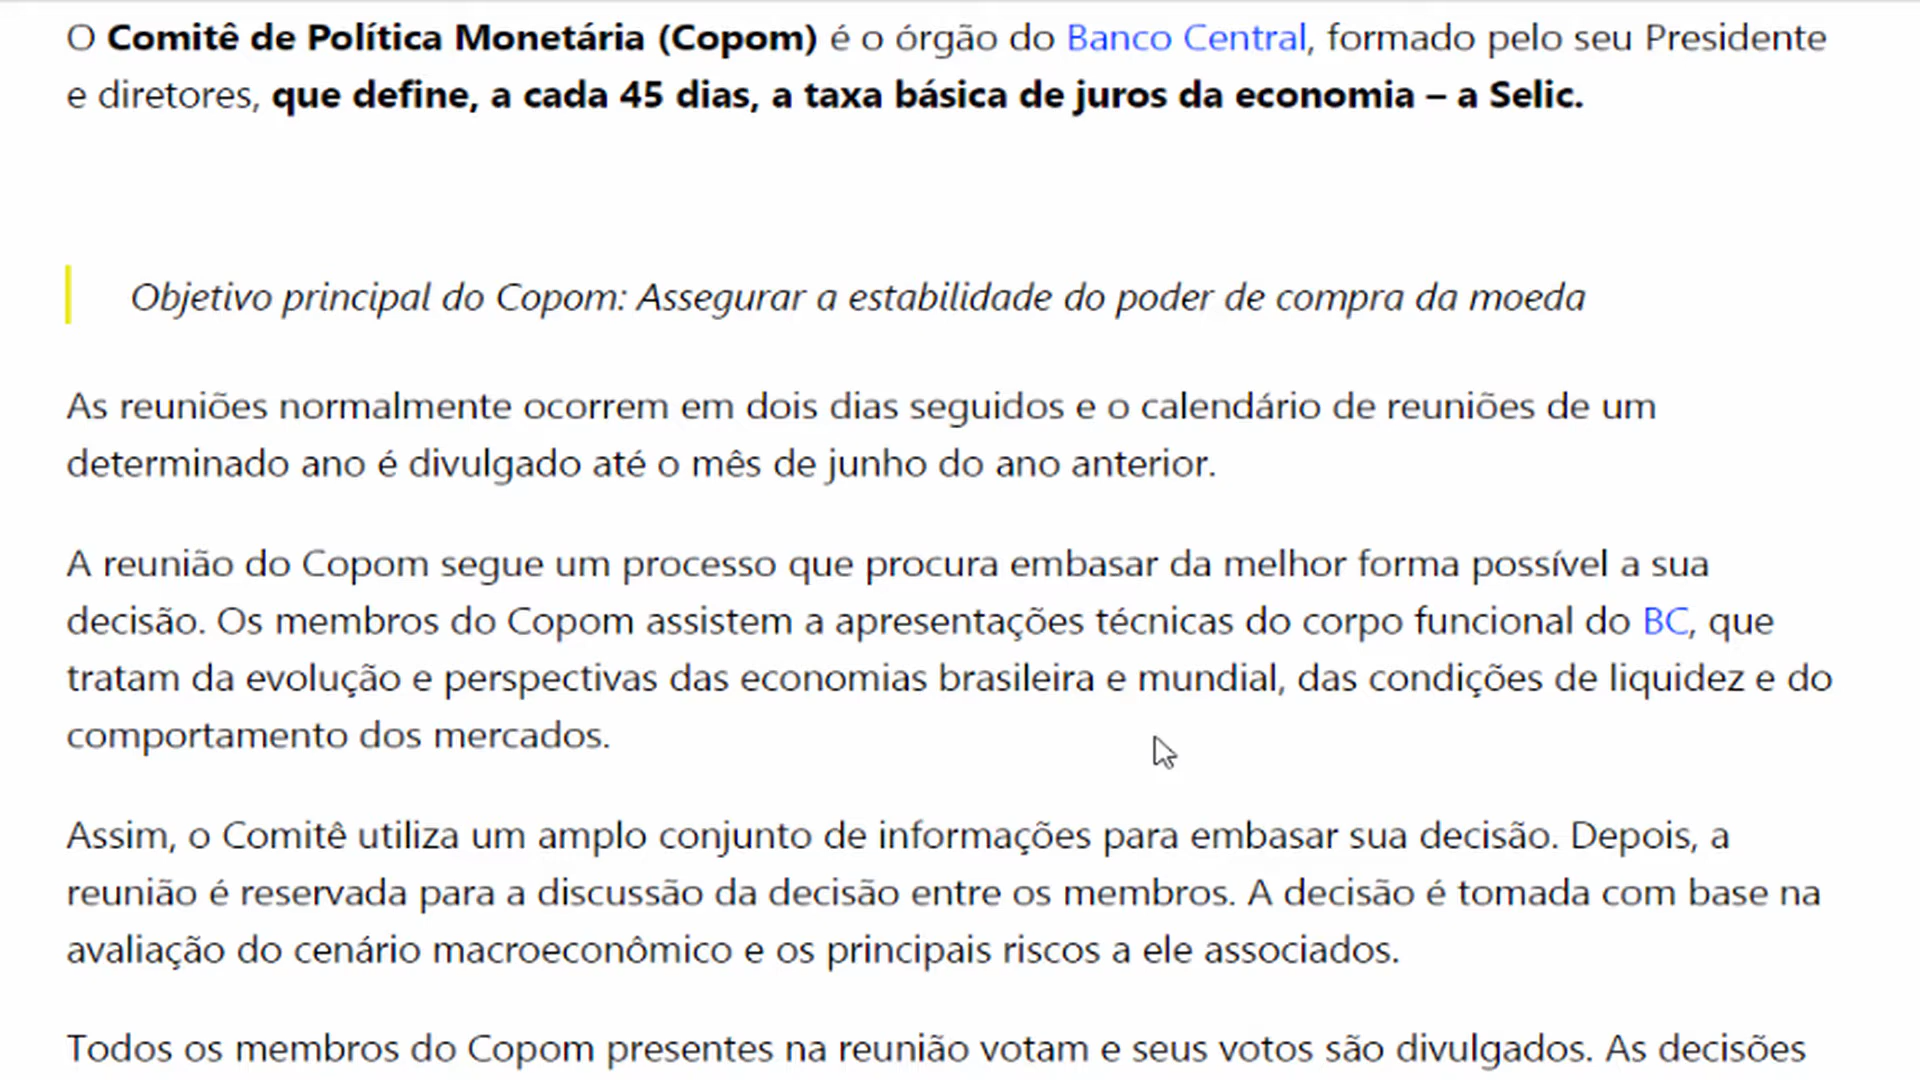 O Comitê de Política Monetária (Copom) é o órgão do Banco Central, formado pelo seu Presidente
e diretores, que define, a cada 45 dias, a taxa básica de juros da economia – a Selic.
Objetivo principal do Copom: Assegurar a estabilidade do poder de compra da moeda
As reuniões normalmente ocorrem em dois dias seguidos e o calendário de reuniões de um
determinado ano é divulgado até o mês de junho do ano anterior.
A reunião do Copom segue um processo que procura embasar da melhor forma possível a sua
decisão. Os membros do Copom assistem a apresentações técnicas do corpo funcional do BC, que
tratam da evolução e perspectivas das economias brasileira e mundial, das condições de liquidez e do
comportamento dos mercados.
Assim, o Comitê utiliza um amplo conjunto de informações para embasar sua decisão. Depois, a
reunião é reservada para a discussão da decisão entre os membros. A decisão é tomada com base na
avaliação do cenário macroeconômico e os principais riscos a ele associados.
Todos os membros do Copom presentes na reunião votam e seus votos são divulgados. As decisões